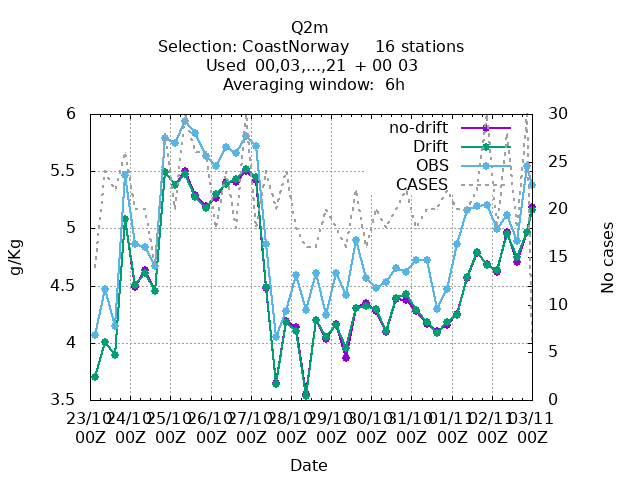 Q2m
Selection: CoastNorway     16 stations
Used  00,03,...,21  + 00 03
Averaging window:  6h
6
5.5
5
4.5
4
3.5
g/Kg
no-drift
Drift
OBS
CASES
30
25
20
15
10
5
0
No cases
23/10 24/10 25/10 26/10 27/10 28/10 29/10 30/10 31/10 01/11 02/11 03/11
00Z 00Z 00Z 00Z 00Z 00Z 00Z 00Z 00Z 00Z 00Z 00Z
Date